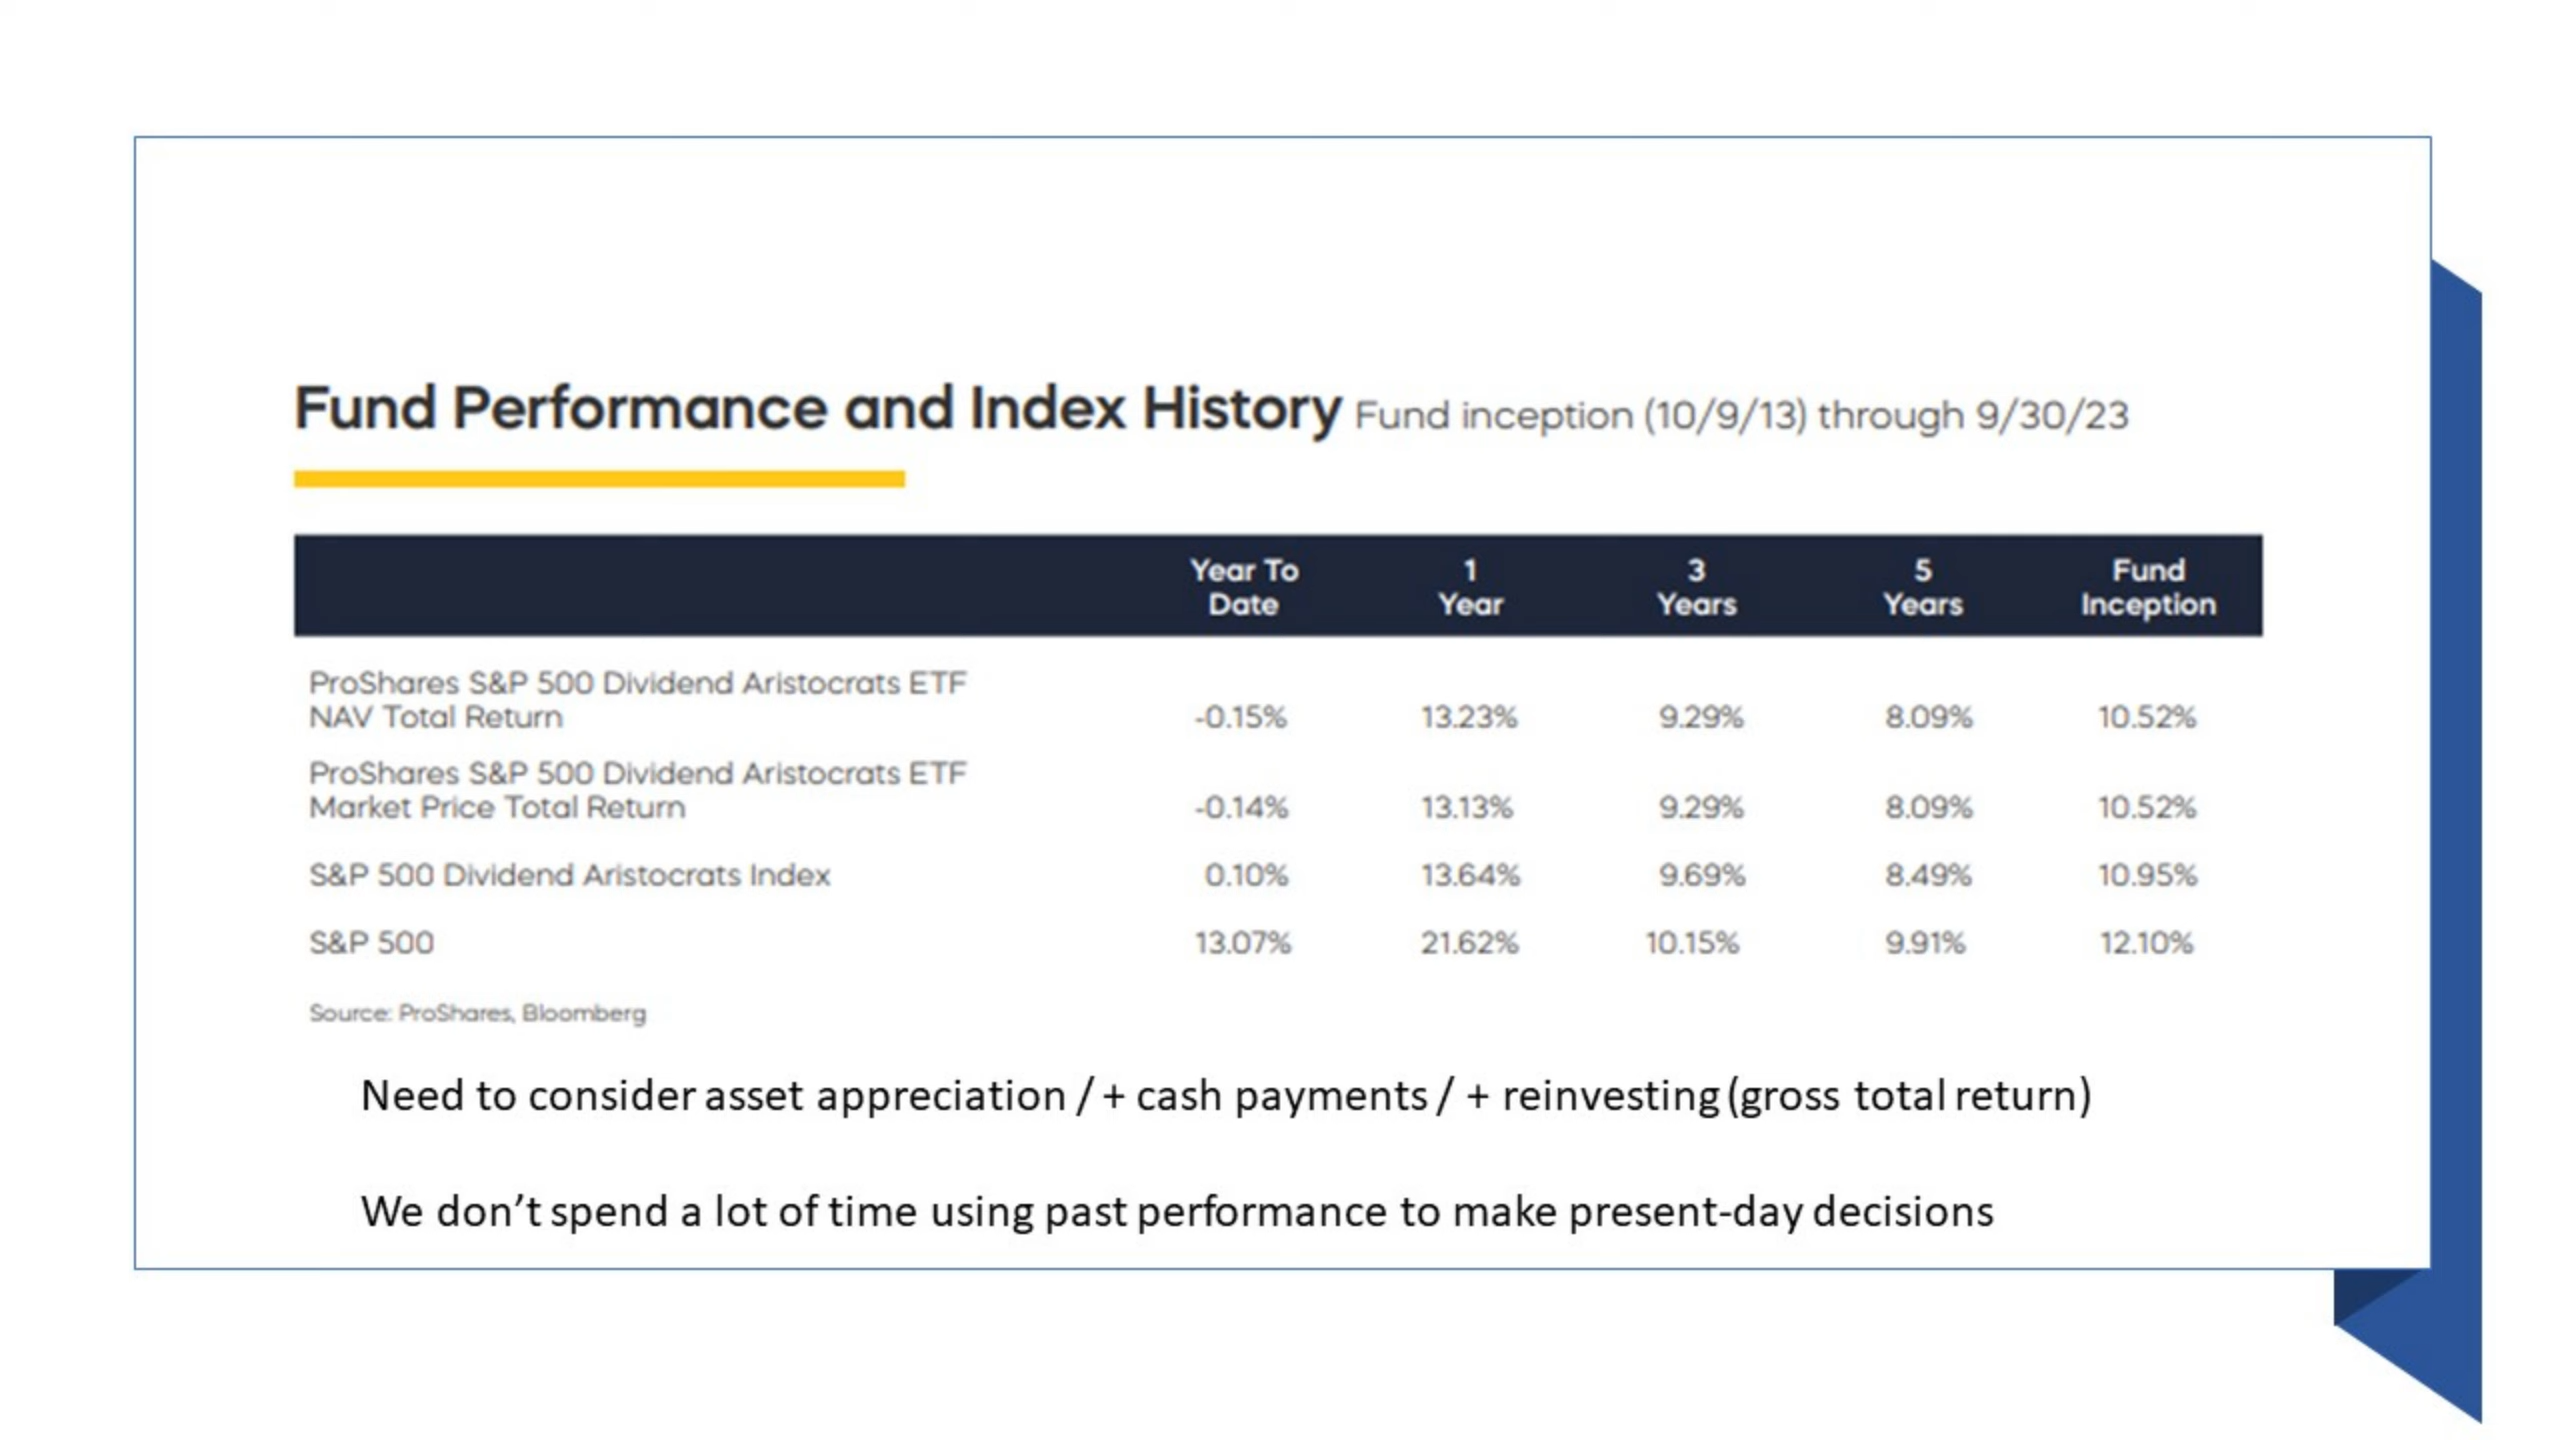 Fund Performance and Index History Fund inception (10/9/13) through 9/30/23
Year To Date 1 Year 3 Years 5 Years Fund Inception
ProShares S&P 500 Dividend Aristocrats ETF
NAV Total Return -0.15% 13.23% 9.29% 8.09% 10.52%
ProShares S&P 500 Dividend Aristocrats ETF
Market Price Total Return -0.14% 13.13% 9.29% 8.09% 10.52%
S&P 500 Dividend Aristocrats Index 0.10% 13.64% 9.69% 8.49% 10.95%
S&P 500 13.07% 21.62% 10.15% 9.91% 12.10%
Source: ProShares, Bloomberg
Need to consider asset appreciation / + cash payments / + reinvesting (gross total return)
We don’t spend a lot of time using past performance to make present-day decisions